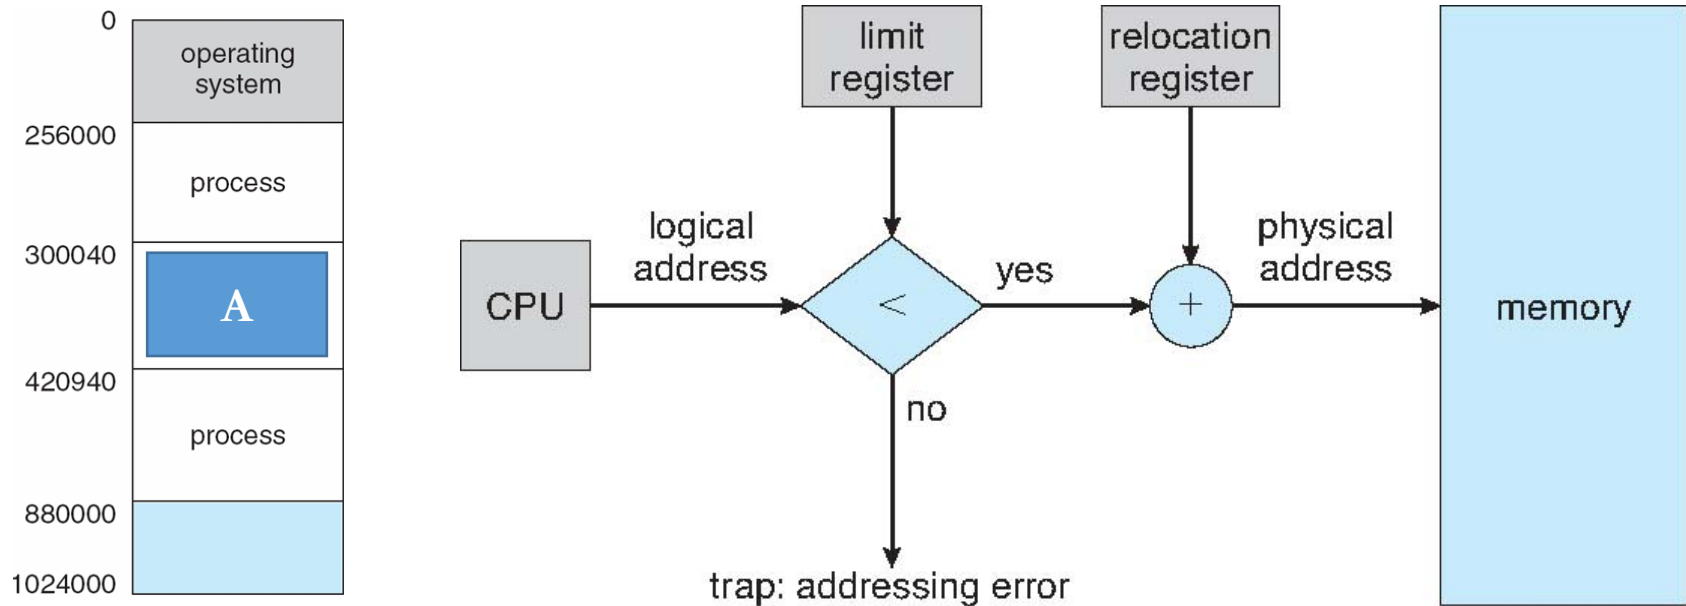 0
operating
system
256000
process
300040
A
420940
process
880000
1024000
limit
register
relocation
register
logical
address
CPU
<
yes
+
physical
address
memory
no
trap: addressing error